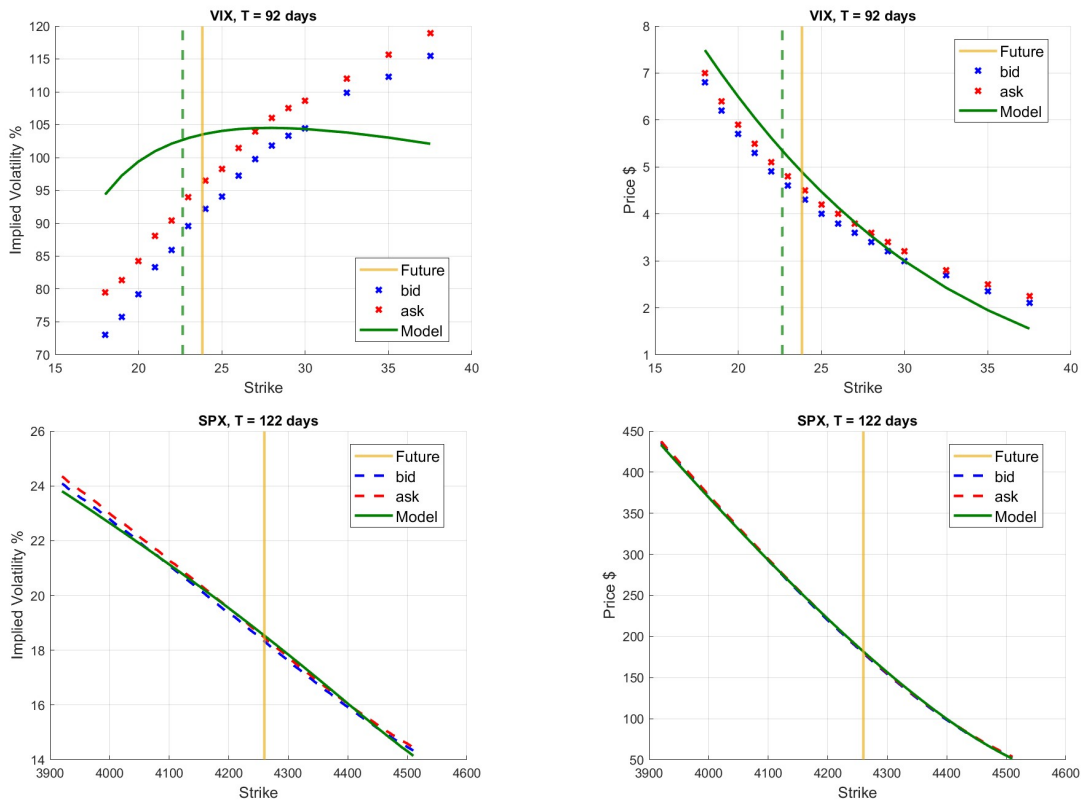 VIX, T = 92 days
120
115
110
105
100
95
90
85
80
75
70
Implied Volatility %
Future
bid
ask
Model
15 20 25 30 35 40
Strike
VIX, T = 92 days
8
7
6
5
4
3
2
1
Price $
Future
bid
ask
Model
15 20 25 30 35 40
Strike
SPX, T = 122 days
26
24
22
20
18
16
14
Implied Volatility %
Future
bid
ask
Model
3900 4000 4100 4200 4300 4400 4500 4600
Strike
SPX, T = 122 days
450
400
350
300
250
200
150
100
50
Price $
Future
bid
ask
Model
3900 4000 4100 4200 4300 4400 4500 4600
Strike